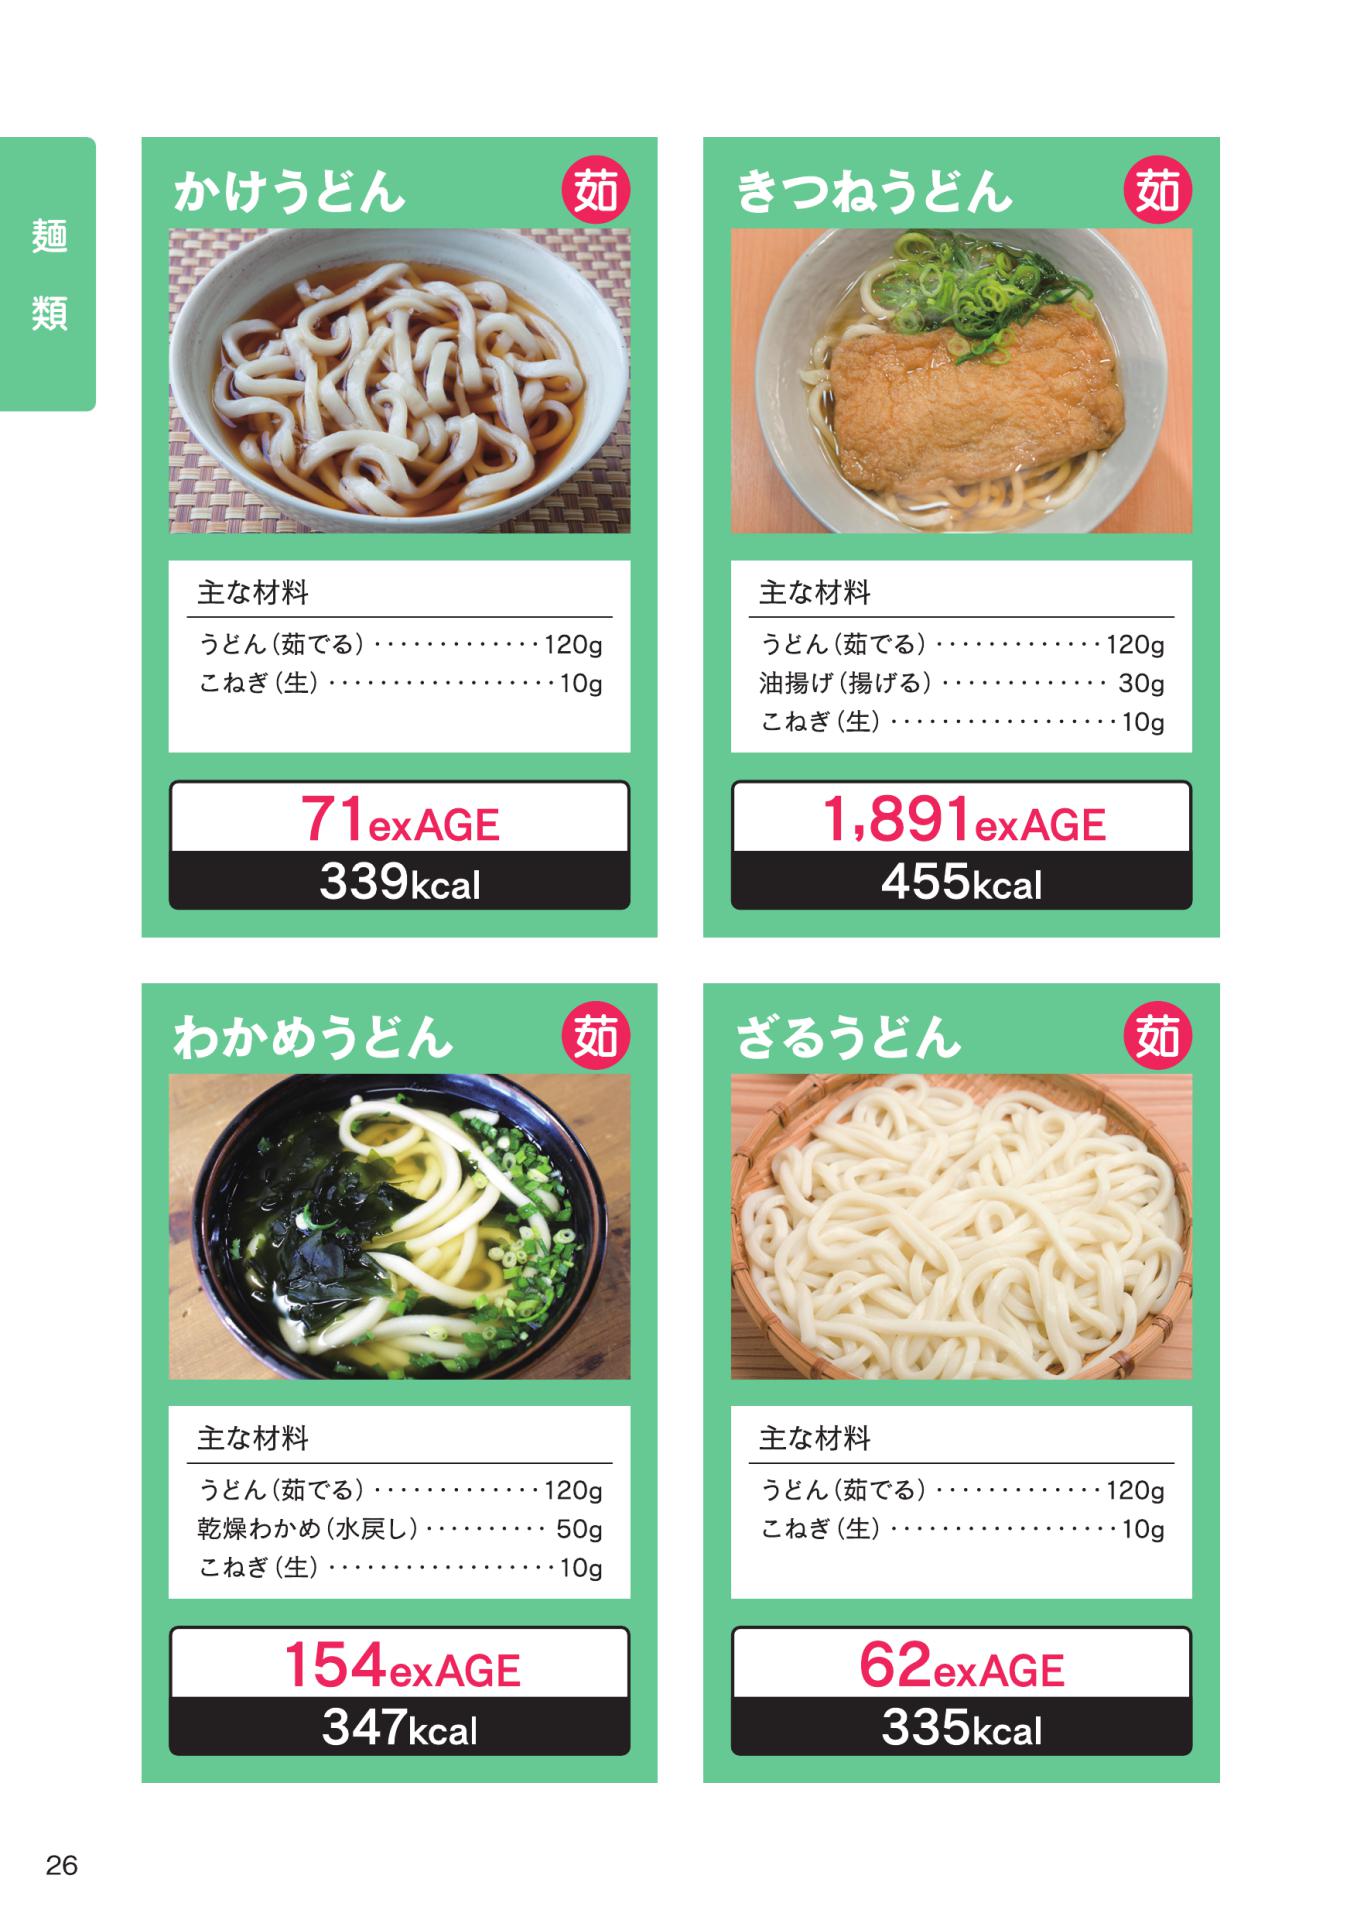 麺類
かけうどん 茹
主な材料
うどん（茹でる）・・・・・・・・・・・・・120g
こねぎ（生）・・・・・・・・・・・・・・・・・・10g
71exAGE
339kcal
きつねうどん 茹
主な材料
うどん（茹でる）・・・・・・・・・・・・・120g
油揚げ（揚げる）・・・・・・・・・・・・・ 30g
こねぎ（生）・・・・・・・・・・・・・・・・・・10g
1,891exAGE
455kcal
わかめうどん 茹
主な材料
うどん（茹でる）・・・・・・・・・・・・・120g
乾燥わかめ（水戻し）・・・・・・・・・・ 50g
こねぎ（生）・・・・・・・・・・・・・・・・・・10g
154exAGE
347kcal
ざるうどん 茹
主な材料
うどん（茹でる）・・・・・・・・・・・・・120g
こねぎ（生）・・・・・・・・・・・・・・・・・・10g
62exAGE
335kcal
26